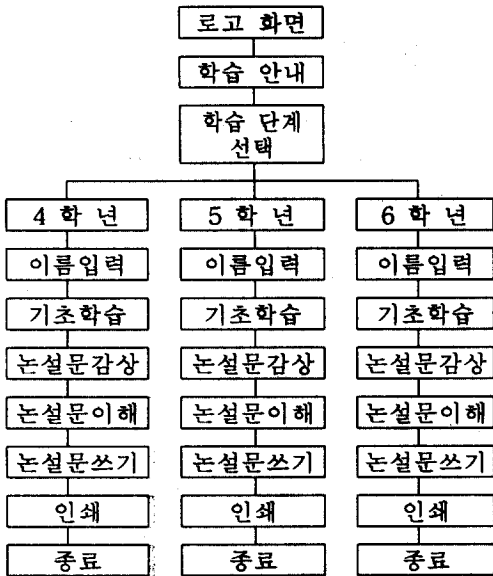 로고 화면
학습 안내
학습 단계
선택
4 학 년 5 학 년 6 학 년
이름입력 이름입력 이름입력
기초학습 기초학습 기초학습
논설문감상 논설문감상 논설문감상
논설문이해 논설문이해 논설문이해
논설문쓰기 논설문쓰기 논설문쓰기
인쇄 인쇄 인쇄
종료 종료 종료